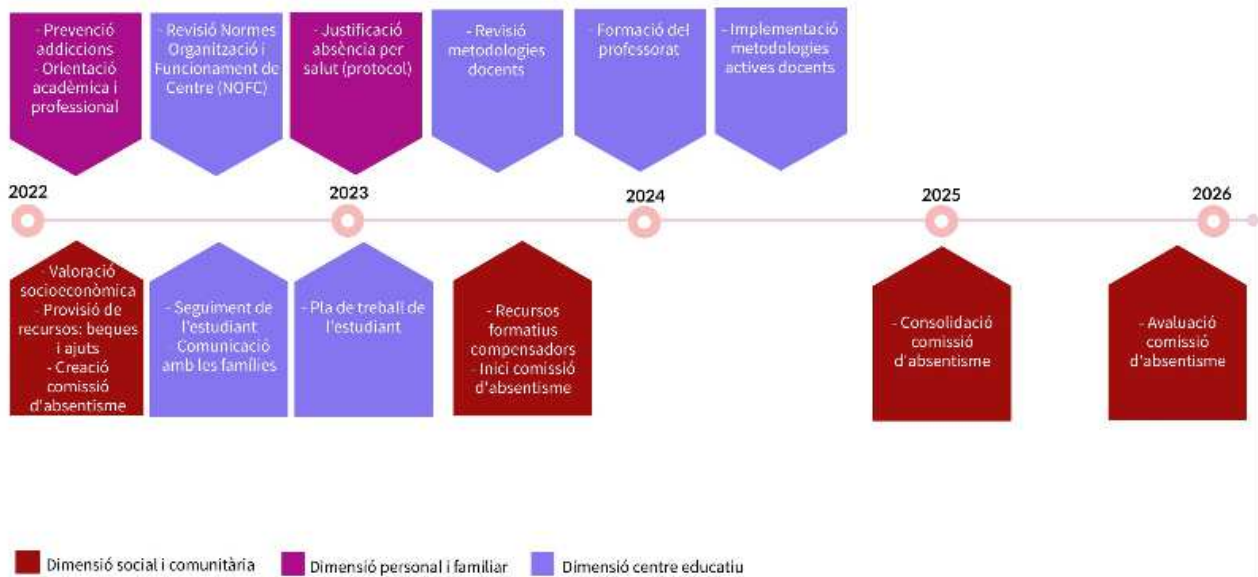 - Prevenció
addiccions
- Orientació
acadèmica i
professional
- Revisió Normes
Organització i
Funcionament de
Centre (NOFC)
- Justificació
absència per
salut (protocol)
- Revisió
metodologies
docents
- Formació del
professorat
- Implementació
metodologies
actives docents
2022
2023
2024
2025
2026
- Valoració
socioeconòmica
- Provisió de
recursos: beques
i ajuts
- Creació
comissió
d'absentisme
- Seguiment de
l'estudiant
- Comunicació
amb les famílies
- Pla de treball de
l'estudiant
- Recursos
formatius
compensadors
- Inici comissió
d'absentisme
- Consolidació
comissió
d'absentisme
- Avaluació
comissió
d'absentisme
Dimensió social i comunitària
Dimensió personal i familiar
Dimensió centre educatiu